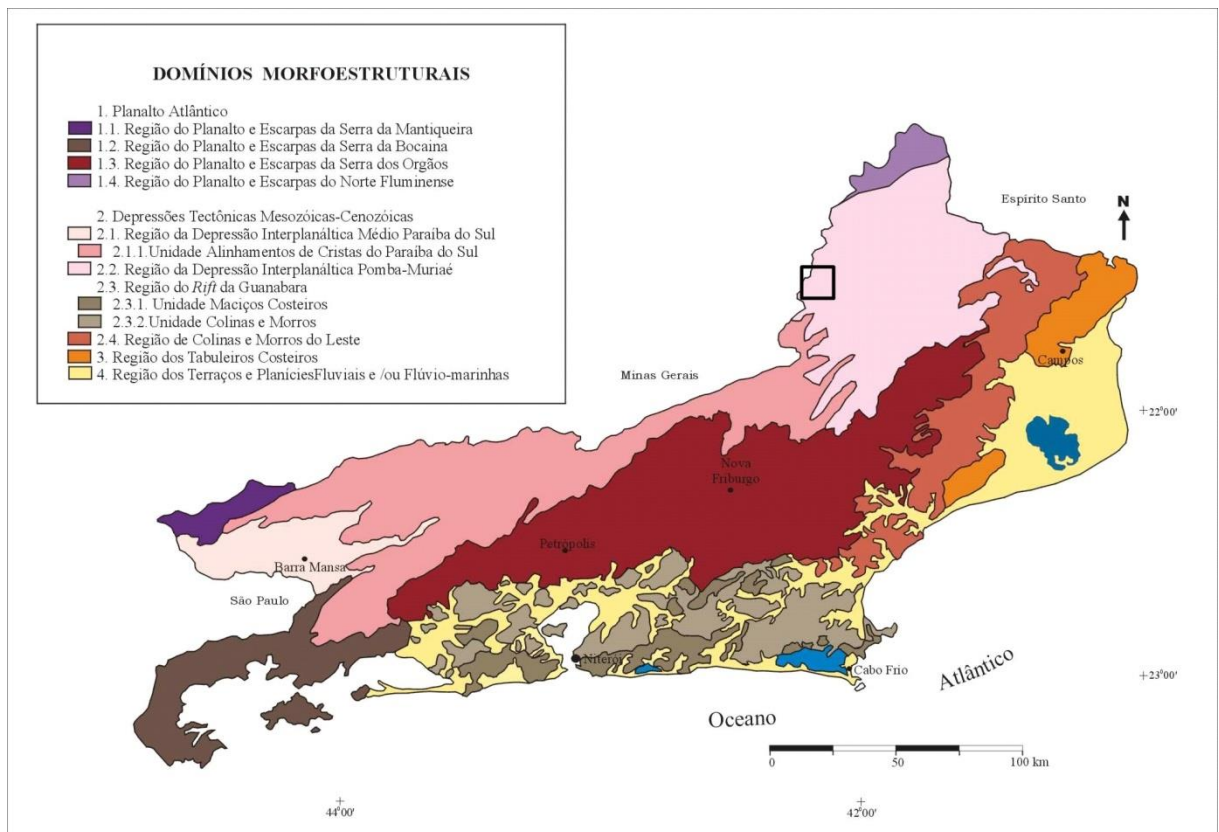 DOMÍNIOS MORFOESTRUTURAIS
1. Planalto Atlântico
1.1. Região do Planalto e Escarpas da Serra da Mantiqueira
1.2. Região do Planalto e Escarpas da Serra da Bocaina
1.3. Região do Planalto e Escarpas da Serra dos Orgãos
1.4. Região do Planalto e Escarpas do Norte Fluminense
2. Depressões Tectônicas Mesozóicas-Cenozóicas
2.1. Região da Depressão Interplanáltica Médio Paraíba do Sul
2.1.1.Unidade Alinhamentos de Cristas do Paraíba do Sul
2.2. Região da Depressão Interplanáltica Pomba-Muriaé
2.3. Região do Rift da Guanabara
2.3.1. Unidade Maciços Costeiros
2.3.2.Unidade Colinas e Morros
2.4. Região de Colinas e Morros do Leste
3. Região dos Tabuleiros Costeiros
4. Região dos Terraços e PlaníciesFluviais e /ou Flúvio-marinhas
Espírito Santo
N
Campos
Minas Gerais
22°00'
Nova
Friburgo
Petrópolis
Barra Mansa
São Paulo
Niterói
Cabo Frio
Atlântico
23°00'
Oceano
0 50 100 km
44°00' 42°00'